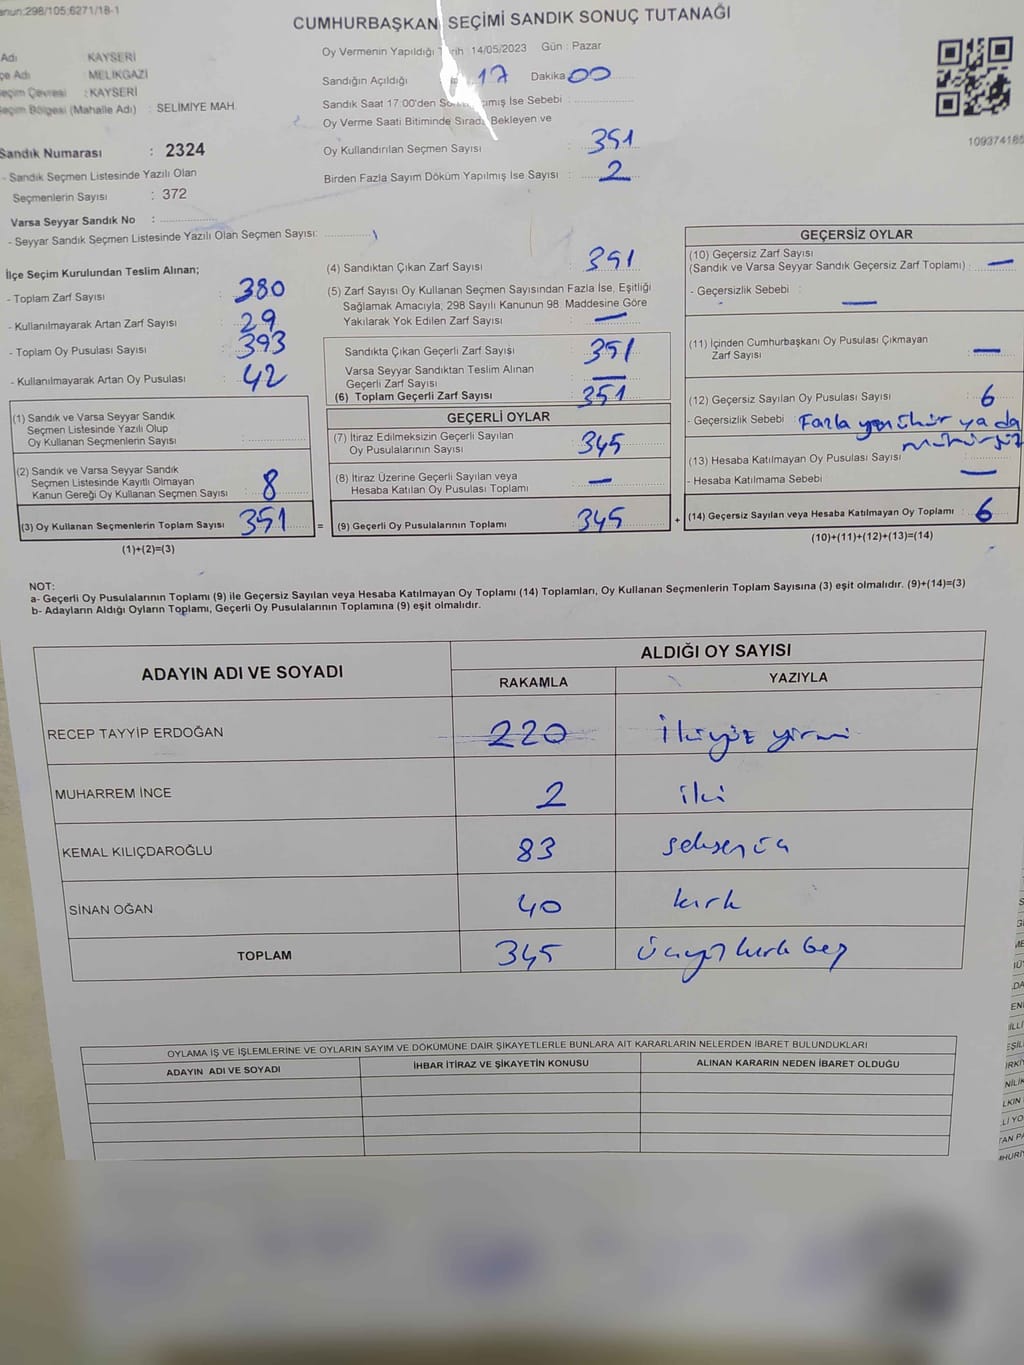 anun:298/105;6271/18-1
CUMHURBAŞKANI SEÇİMİ SANDIK SONUÇ TUTANAĞI
Adı : KAYSERİ
çe Adı : MELİKGAZİ
eçim Çevresi : KAYSERİ
eçim Bölgesi (Mahalle Adı) : SELİMİYE MAH.
Sandık Numarası : 2324
- Sandık Seçmen Listesinde Yazılı Olan
Seçmenlerin Sayısı : 372
Varsa Seyyar Sandık No :
- Seyyar Sandık Seçmen Listesinde Yazılı Olan Seçmen Sayısı:
Oy Vermenin Yapıldığı Tarih :14/05/2023 Gün : Pazar
Sandığın Açıldığı 17 Dakika 00
Sandık Saat 17:00'den İse Sebebi :
Oy Verme Saati Bitiminde Sırada Bekleyen ve
Oy Kullandırılan Seçmen Sayısı : 351
Birden Fazla Sayım Döküm Yapılmış İse Sayısı : 2
109374185
İlçe Seçim Kurulundan Teslim Alınan;
- Toplam Zarf Sayısı : 380
- Kullanılmayarak Artan Zarf Sayısı : 29
- Toplam Oy Pusulası Sayısı : 393
- Kullanılmayarak Artan Oy Pusulası : 42
(1) Sandık ve Varsa Seyyar Sandık
Seçmen Listesinde Yazılı Olup
Oy Kullanan Seçmenlerin Sayısı :
(2) Sandık ve Varsa Seyyar Sandık
Seçmen Listesinde Kayıtlı Olmayan
Kanun Gereği Oy Kullanan Seçmen Sayısı : 8
(3) Oy Kullanan Seçmenlerin Toplam Sayısı : 351 =
(1)+(2)=(3)
(4) Sandıktan Çıkan Zarf Sayısı : 351
(5) Zarf Sayısı Oy Kullanan Seçmen Sayısından Fazla İse, Eşitliği
Sağlamak Amacıyla; 298 Sayılı Kanunun 98. Maddesine Göre
Yakılarak Yok Edilen Zarf Sayısı : —
Sandıkta Çıkan Geçerli Zarf Sayısı : 351
Varsa Seyyar Sandıktan Teslim Alınan
Geçerli Zarf Sayısı : —
(6) Toplam Geçerli Zarf Sayısı : 351
GEÇERLİ OYLAR
(7) İtiraz Edilmeksizin Geçerli Sayılan
Oy Pusulalarının Sayısı : 345
(8) İtiraz Üzerine Geçerli Sayılan veya
Hesaba Katılan Oy Pusulası Toplamı : —
(9) Geçerli Oy Pusulalarının Toplamı : 345 +
GEÇERSİZ OYLAR
(10) Geçersiz Zarf Sayısı
(Sandık ve Varsa Seyyar Sandık Geçersiz Zarf Toplamı) : —
- Geçersizlik Sebebi : —
(11) İçinden Cumhurbaşkanı Oy Pusulası Çıkmayan
Zarf Sayısı : —
(12) Geçersiz Sayılan Oy Pusulası Sayısı : 6
- Geçersizlik Sebebi : Fazla ya da
mühürsüz
(13) Hesaba Katılmayan Oy Pusulası Sayısı
- Hesaba Katılmama Sebebi : —
(14) Geçersiz Sayılan veya Hesaba Katılmayan Oy Toplamı : 6
(10)+(11)+(12)+(13)=(14)
NOT:
a- Geçerli Oy Pusulalarının Toplamı (9) ile Geçersiz Sayılan veya Hesaba Katılmayan Oy Toplamı (14) Toplamları, Oy Kullanan Seçmenlerin Toplam Sayısına (3) eşit olmalıdır. (9)+(14)=(3)
b- Adayların Aldığı Oyların Toplamı, Geçerli Oy Pusulalarının Toplamına (9) eşit olmalıdır.
ADAYIN ADI VE SOYADI ALDIĞI OY SAYISI
RAKAMLA YAZIYLA
RECEP TAYYİP ERDOĞAN 220 ikiyüz yirmi
MUHARREM İNCE 2 iki
KEMAL KILIÇDAROĞLU 83 seksen üç
SİNAN OĞAN 40 kırk
TOPLAM 345 üçyüz kırk beş
OYLAMA İŞ VE İŞLEMLERİNE VE OYLARIN SAYIM VE DÖKÜMÜNE DAİR ŞİKAYETLERLE BUNLARA AİT KARARLARIN NELERDEN İBARET BULUNDUKLARI
ADAYIN ADI VE SOYADI İHBAR İTİRAZ VE ŞİKAYETİN KONUSU ALINAN KARARIN NEDEN İBARET OLDUĞU